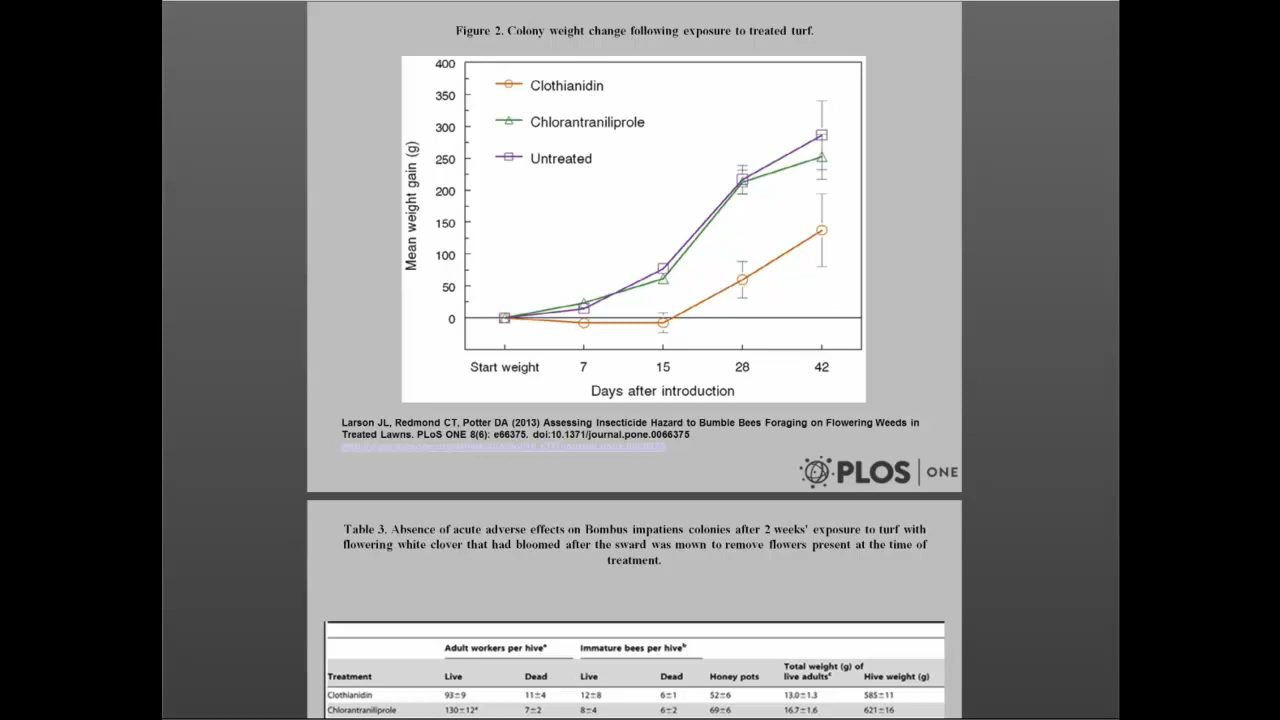 Figure 2. Colony weight change following exposure to treated turf.
400
350
300
250
200
150
100
50
0
Mean weight gain (g)
Clothianidin
Chlorantraniliprole
Untreated
Start weight 7 15 28 42
Days after introduction
Larson JL, Redmond CT, Potter DA (2013) Assessing Insecticide Hazard to Bumble Bees Foraging on Flowering Weeds in
Treated Lawns. PLoS ONE 8(6): e66375. doi:10.1371/journal.pone.0066375
PLOS ONE
Table 3. Absence of acute adverse effects on Bombus impatiens colonies after 2 weeks' exposure to turf with
flowering white clover that had bloomed after the sward was mown to remove flowers present at the time of
treatment.
Adult workers per hiveᵃ Immature bees per hiveᵇ
Treatment Live Dead Live Dead Honey pots Total weight (g) of live adultsᶜ Hive weight (g)
Clothianidin 93±9 11±4 12±8 6±1 52±6 13.0±1.3 585±11
Chlorantraniliprole 130±12* 7±2 8±4 6±2 69±6 16.7±1.6 621±16